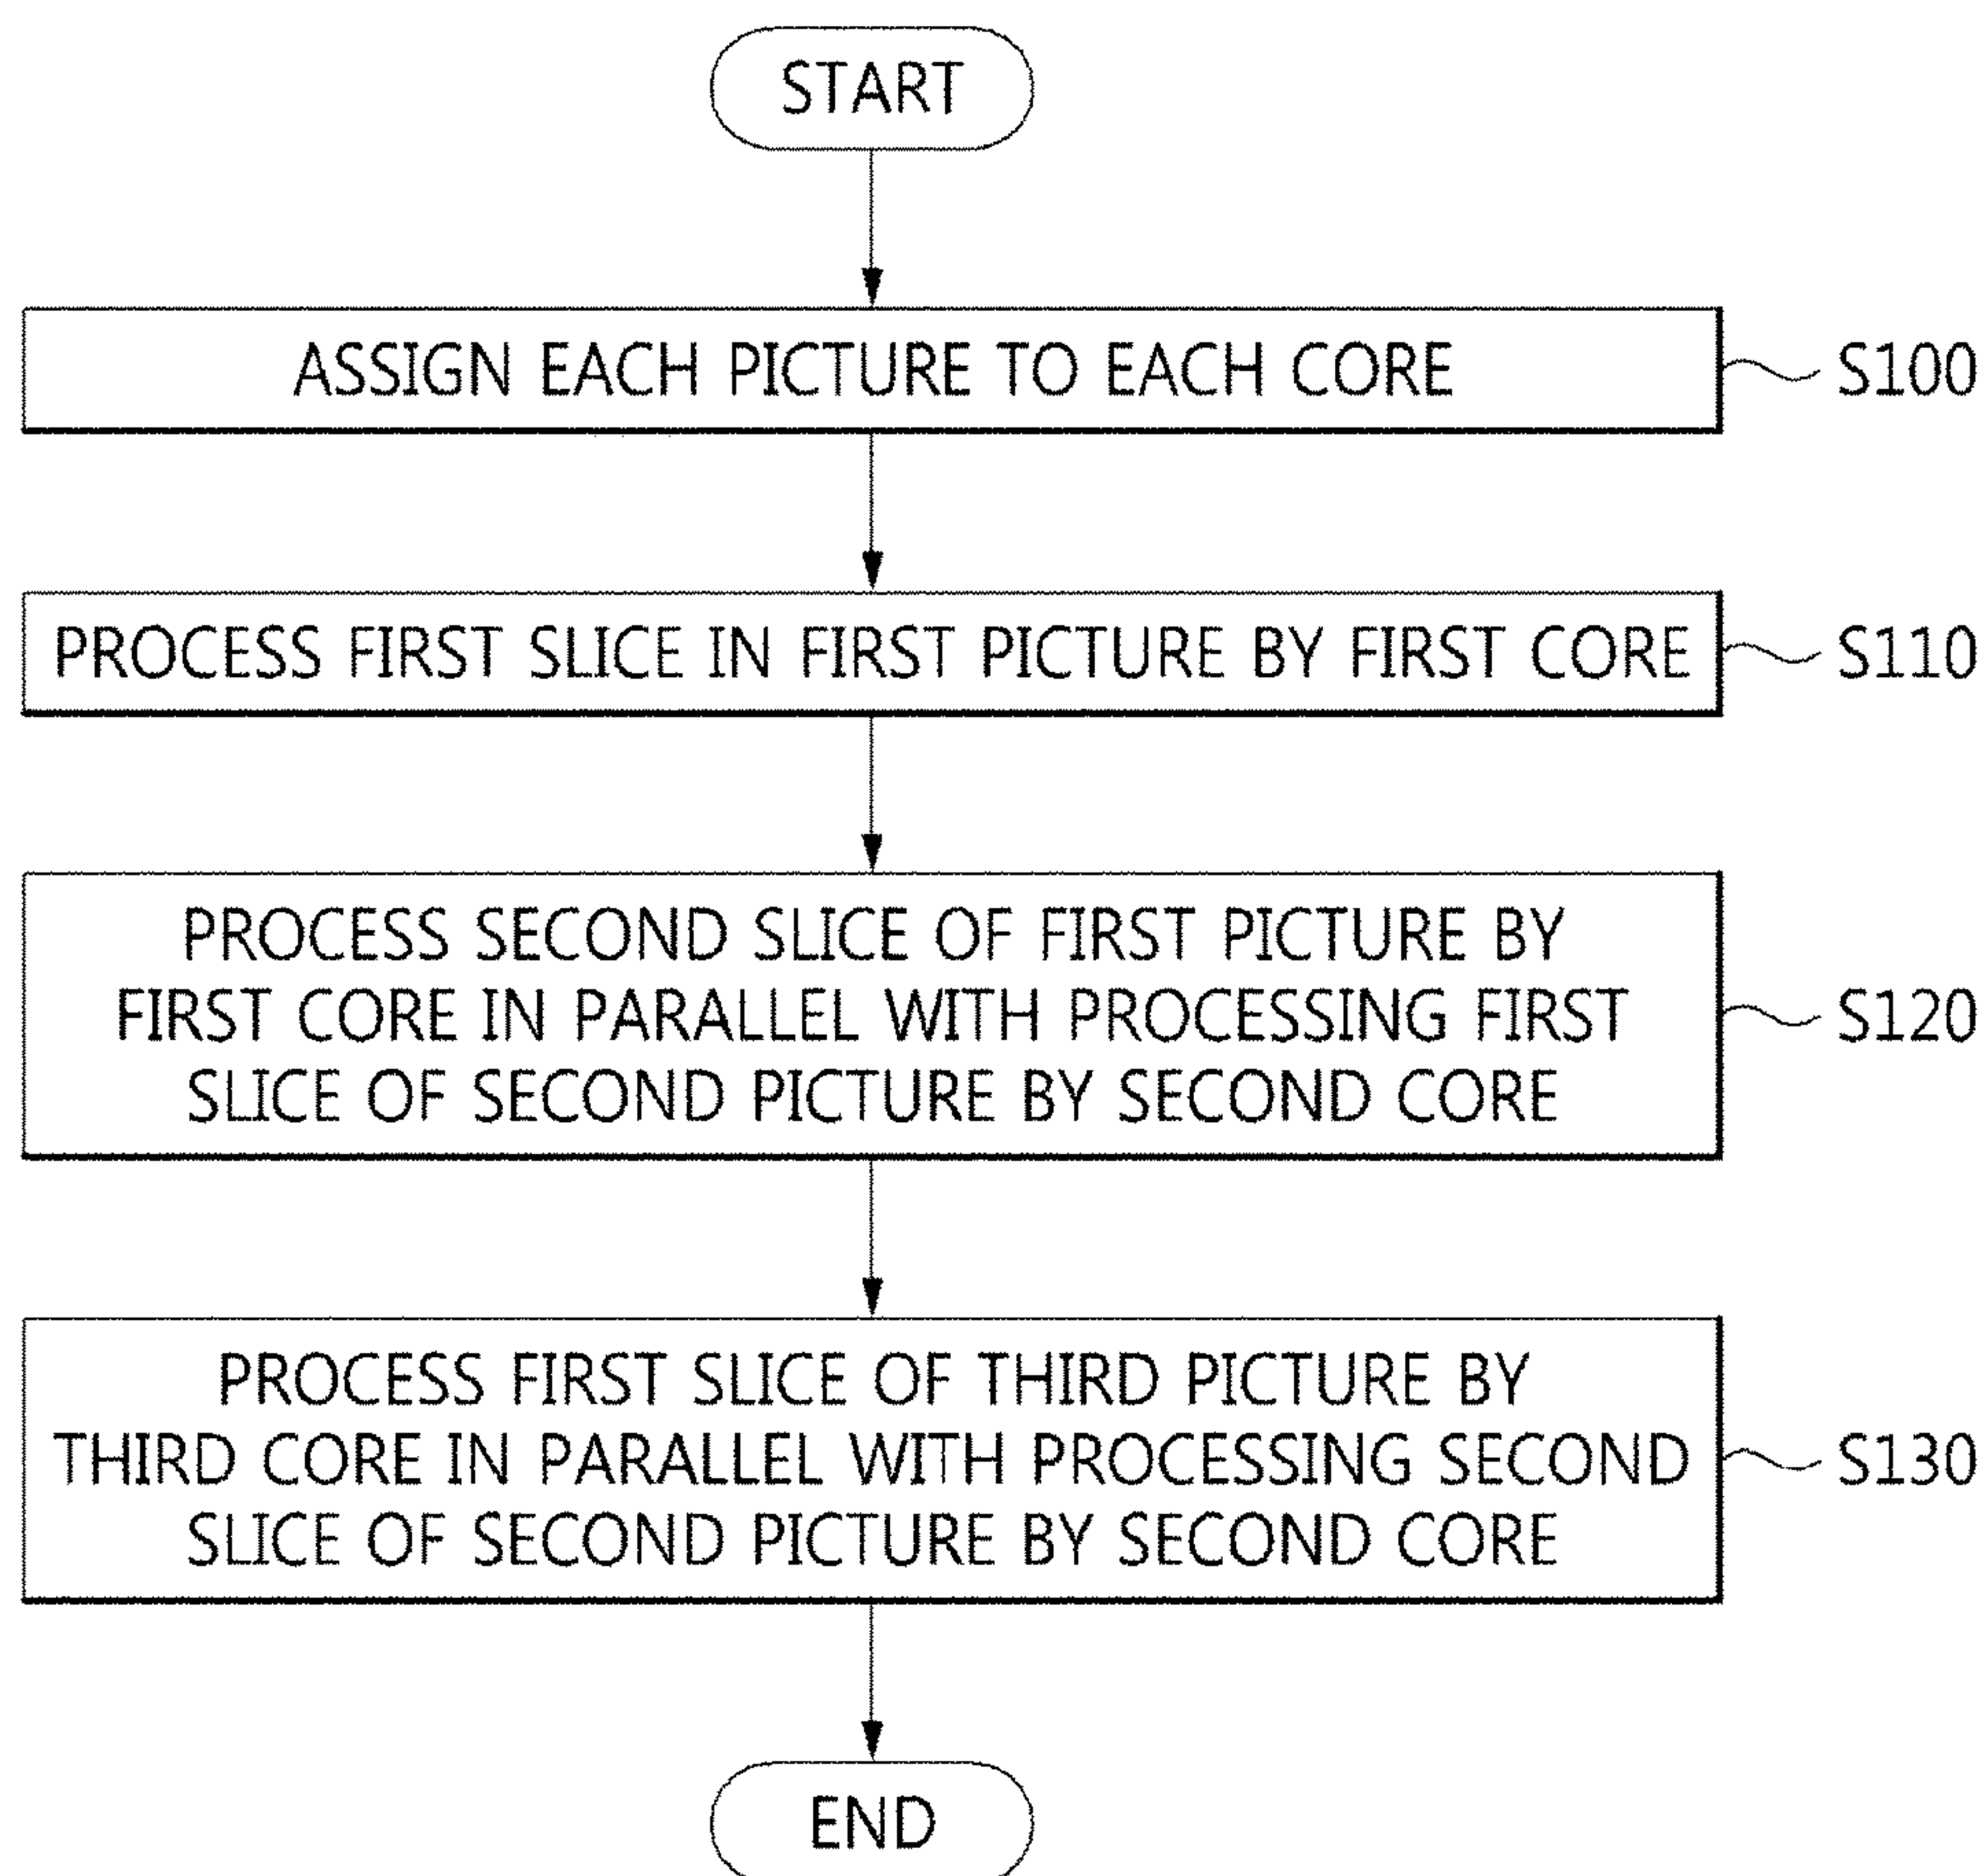 START
ASSIGN EACH PICTURE TO EACH CORE
S100
PROCESS FIRST SLICE IN FIRST PICTURE BY FIRST CORE
S110
PROCESS SECOND SLICE OF FIRST PICTURE BY
FIRST CORE IN PARALLEL WITH PROCESSING FIRST
SLICE OF SECOND PICTURE BY SECOND CORE
S120
PROCESS FIRST SLICE OF THIRD PICTURE BY
THIRD CORE IN PARALLEL WITH PROCESSING SECOND
SLICE OF SECOND PICTURE BY SECOND CORE
S130
END